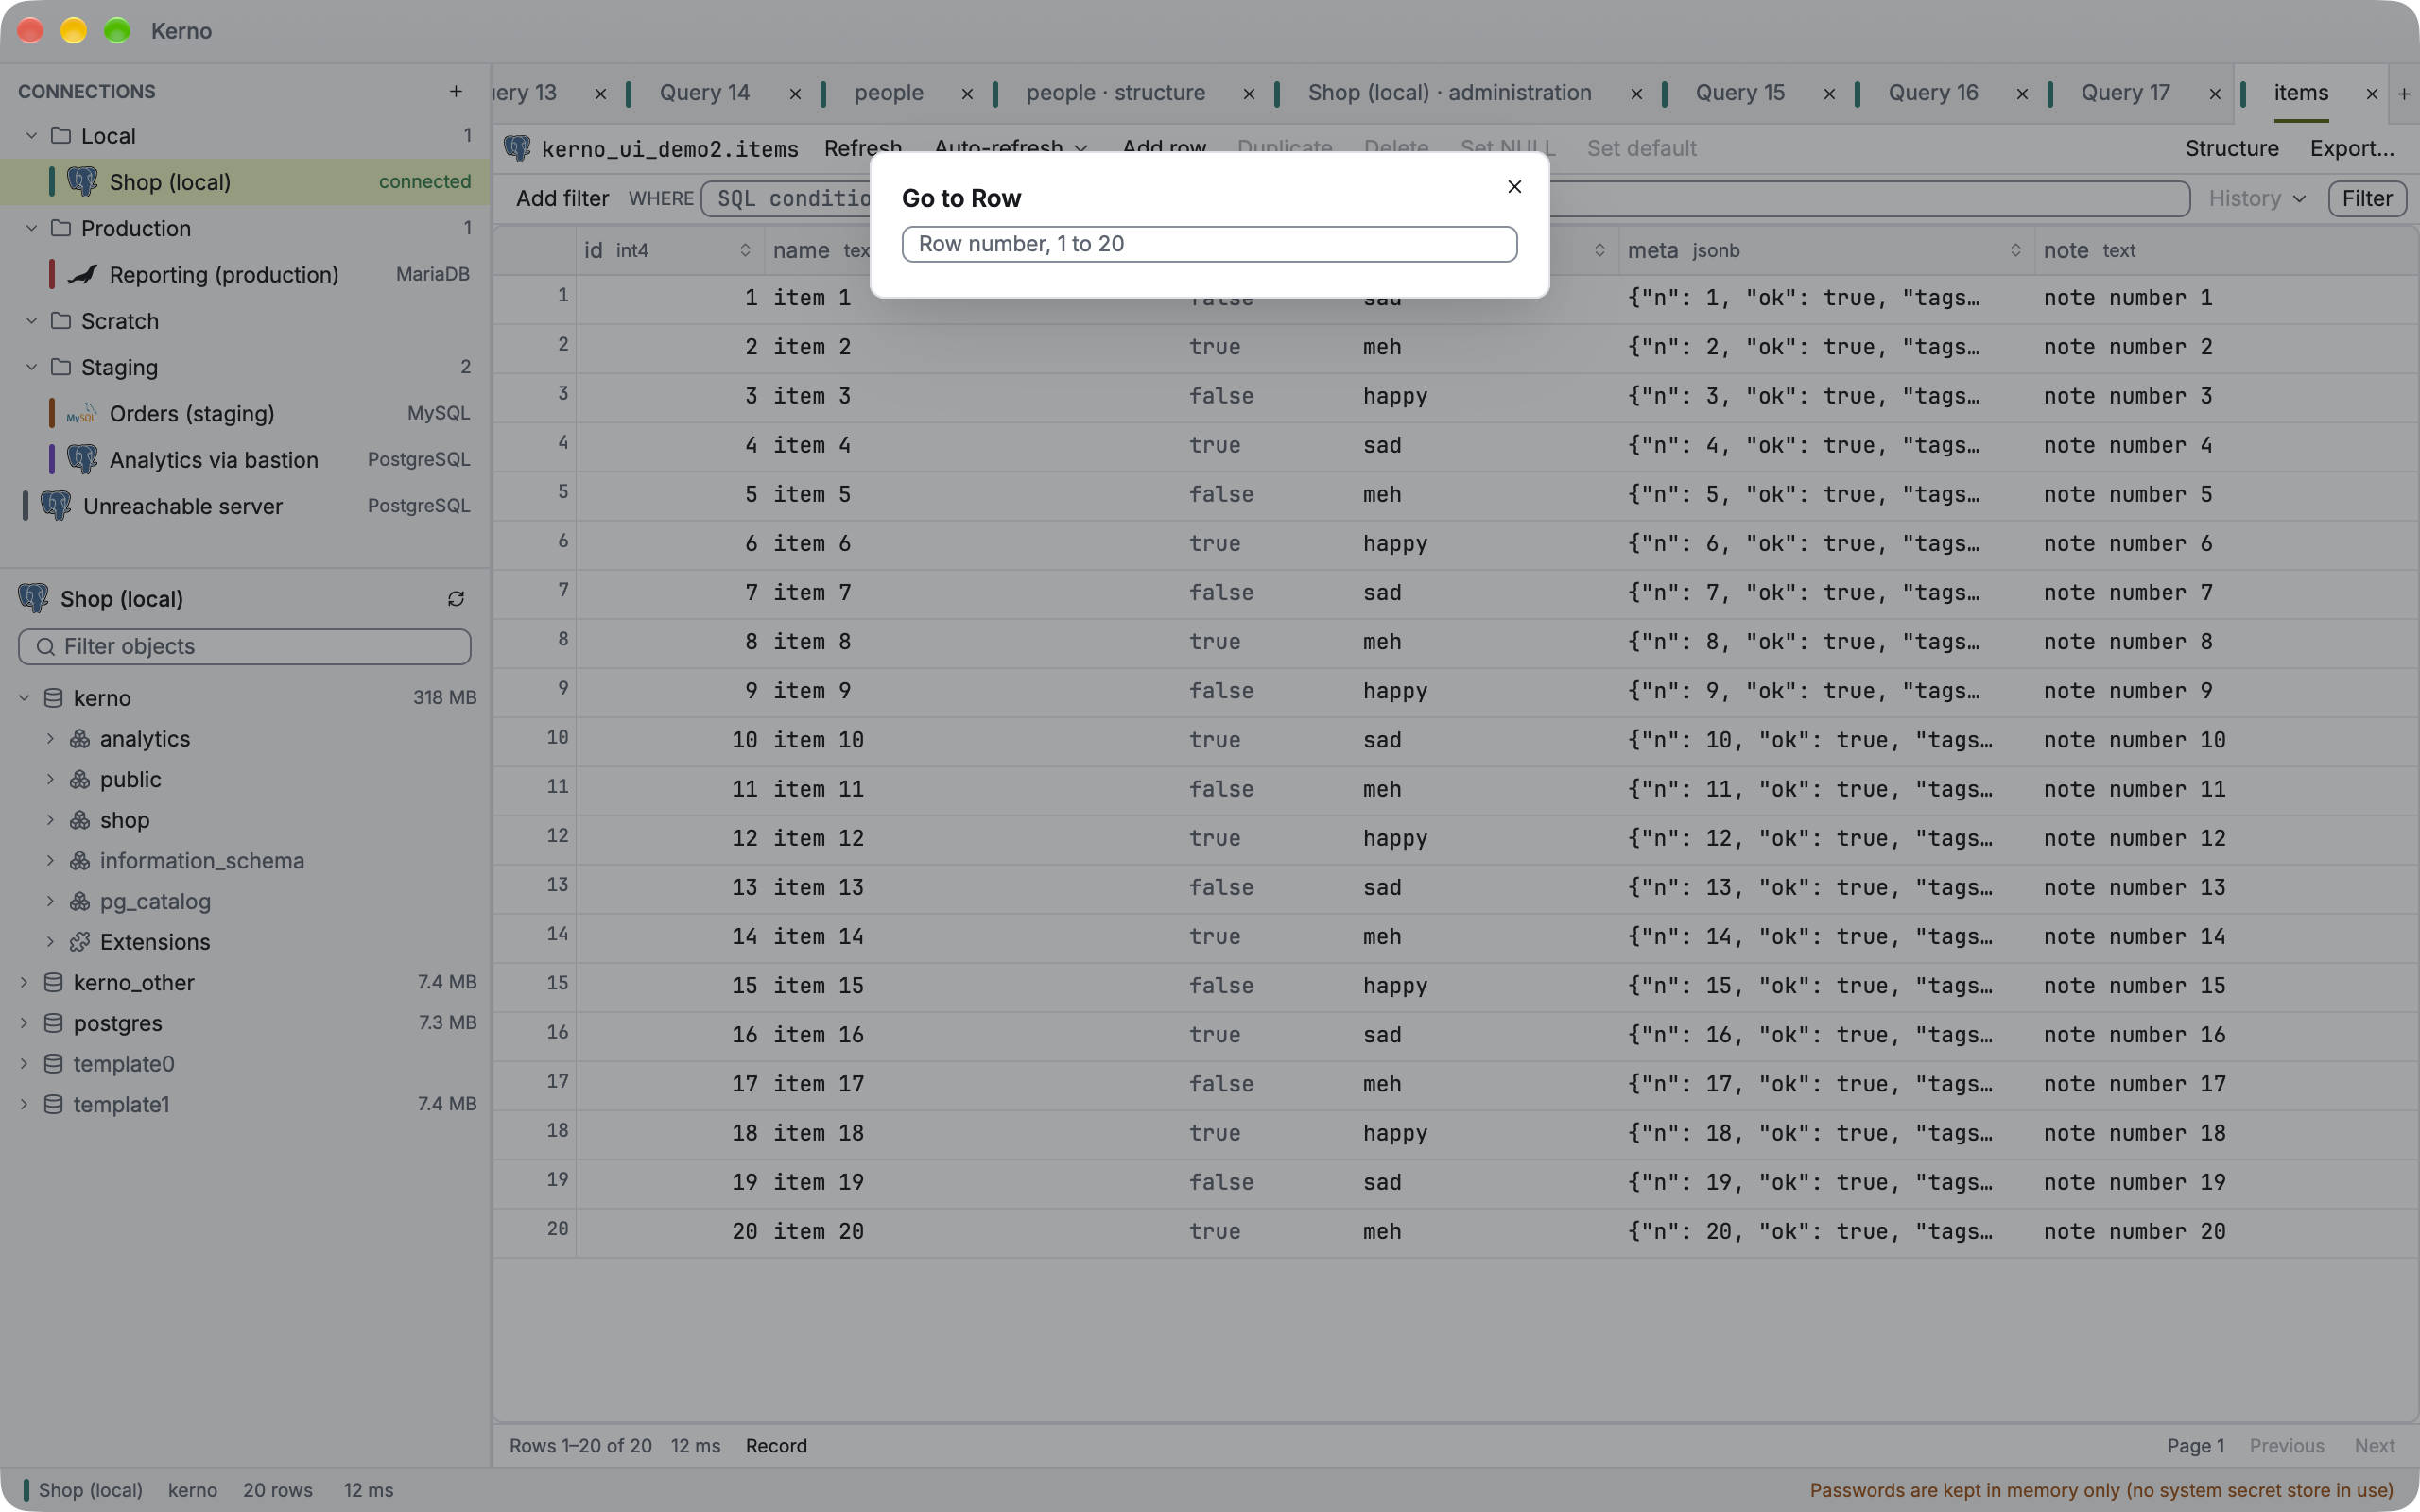 Kerno
CONNECTIONS
Local 1
Shop (local) connected
Production 1
Reporting (production) MariaDB
Scratch
Staging 2
MySQL Orders (staging) MySQL
Analytics via bastion PostgreSQL
Unreachable server PostgreSQL
Shop (local)
Filter objects
kerno 318 MB
analytics
public
shop
information_schema
pg_catalog
Extensions
kerno_other 7.4 MB
postgres 7.3 MB
template0
template1 7.4 MB
ery 13 Query 14 people people · structure Shop (local) · administration Query 15 Query 16 Query 17 items
kerno_ui_demo2.items Refresh Auto-refresh Add row Duplicate Delete Set NULL Set default Structure Export...
Add filter WHERE SQL conditio History Filter
Go to Row
Row number, 1 to 20
id int4 name tex meta jsonb note text
1 1 item 1 false sad {"n": 1, "ok": true, "tags… note number 1
2 2 item 2 true meh {"n": 2, "ok": true, "tags… note number 2
3 3 item 3 false happy {"n": 3, "ok": true, "tags… note number 3
4 4 item 4 true sad {"n": 4, "ok": true, "tags… note number 4
5 5 item 5 false meh {"n": 5, "ok": true, "tags… note number 5
6 6 item 6 true happy {"n": 6, "ok": true, "tags… note number 6
7 7 item 7 false sad {"n": 7, "ok": true, "tags… note number 7
8 8 item 8 true meh {"n": 8, "ok": true, "tags… note number 8
9 9 item 9 false happy {"n": 9, "ok": true, "tags… note number 9
10 10 item 10 true sad {"n": 10, "ok": true, "tags… note number 10
11 11 item 11 false meh {"n": 11, "ok": true, "tags… note number 11
12 12 item 12 true happy {"n": 12, "ok": true, "tags… note number 12
13 13 item 13 false sad {"n": 13, "ok": true, "tags… note number 13
14 14 item 14 true meh {"n": 14, "ok": true, "tags… note number 14
15 15 item 15 false happy {"n": 15, "ok": true, "tags… note number 15
16 16 item 16 true sad {"n": 16, "ok": true, "tags… note number 16
17 17 item 17 false meh {"n": 17, "ok": true, "tags… note number 17
18 18 item 18 true happy {"n": 18, "ok": true, "tags… note number 18
19 19 item 19 false sad {"n": 19, "ok": true, "tags… note number 19
20 20 item 20 true meh {"n": 20, "ok": true, "tags… note number 20
Rows 1–20 of 20 12 ms Record Page 1 Previous Next
Shop (local) kerno 20 rows 12 ms Passwords are kept in memory only (no system secret store in use)